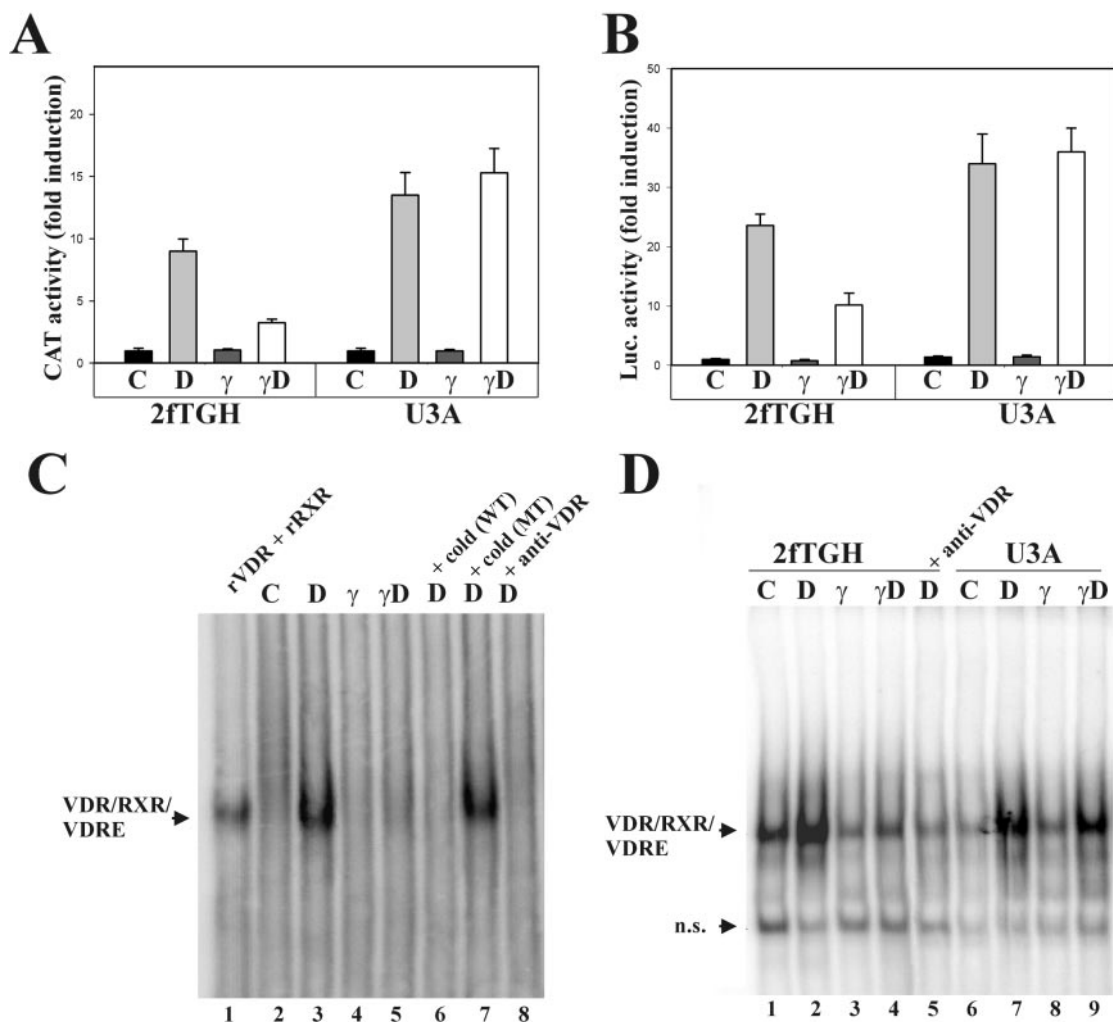 A
CAT activity (fold induction)
20
15
10
5
0
C D γ γD C D γ γD
2fTGH U3A
B
Luc. activity (fold induction)
50
40
30
20
10
0
C D γ γD C D γ γD
2fTGH U3A
C
rVDR + rRXR
+ cold (WT)
+ cold (MT)
+ anti-VDR
C D γ γD D D D
VDR/RXR/
VDRE
1 2 3 4 5 6 7 8
D
+ anti-VDR
2fTGH U3A
C D γ γD D C D γ γD
VDR/RXR/
VDRE
n.s.
1 2 3 4 5 6 7 8 9